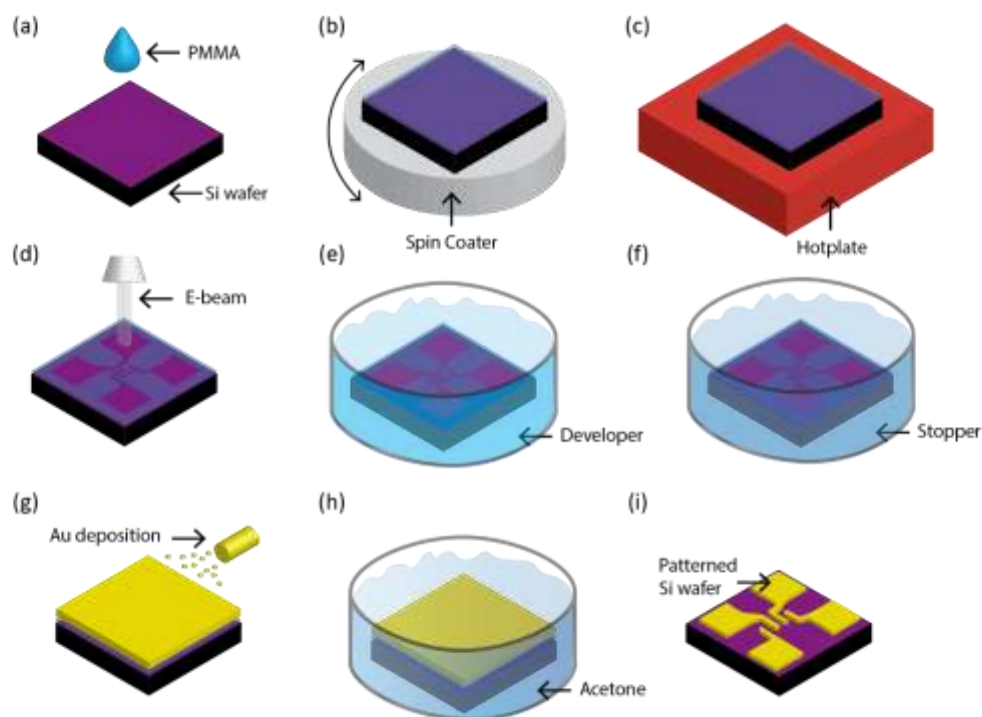 (a)
PMMA
Si wafer
(b)
Spin Coater
(c)
Hotplate
(d)
E-beam
(e)
Developer
(f)
Stopper
(g)
Au deposition
(h)
Acetone
(i)
Patterned
Si wafer